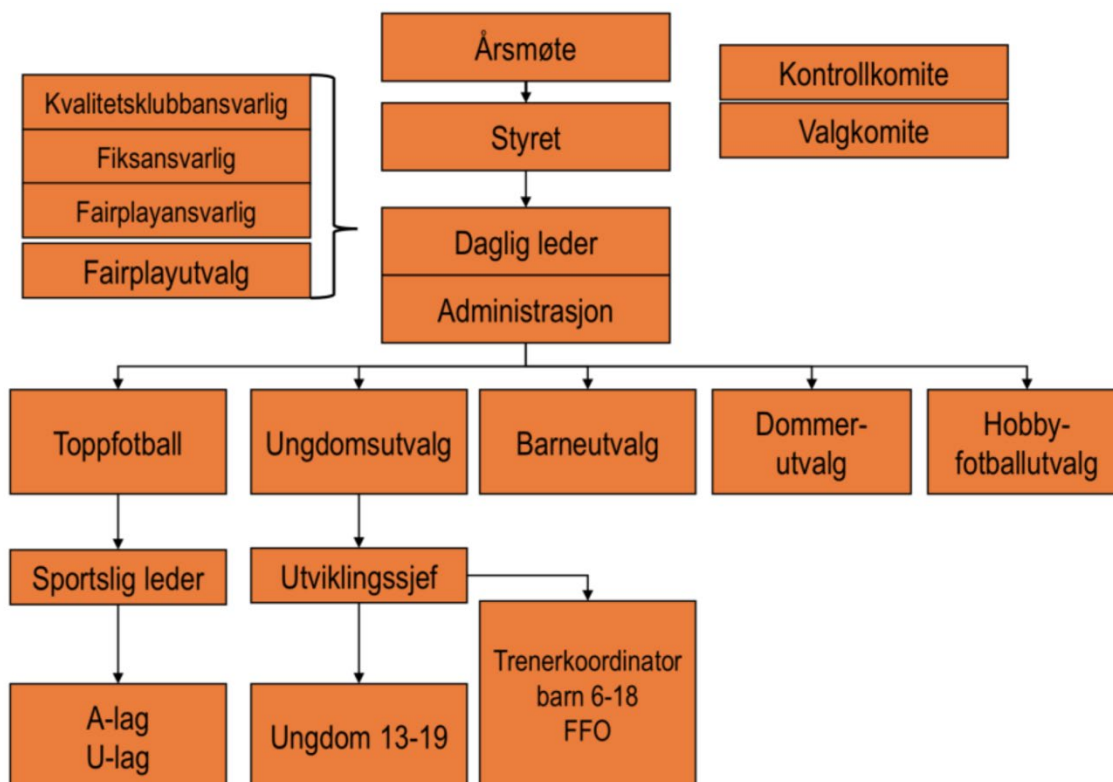 Årsmøte
Kvalitetsklubbansvarlig
Fiksansvarlig
Fairplayansvarlig
Fairplayutvalg
Styret
Kontrollkomite
Valgkomite
Daglig leder
Administrasjon
Toppfotball
Ungdomsutvalg
Barneutvalg
Dommer-
utvalg
Hobby-
fotballutvalg
Sportslig leder
Utviklingssjef
A-lag
U-lag
Ungdom 13-19
Trenerkoordinator
barn 6-18
FFO